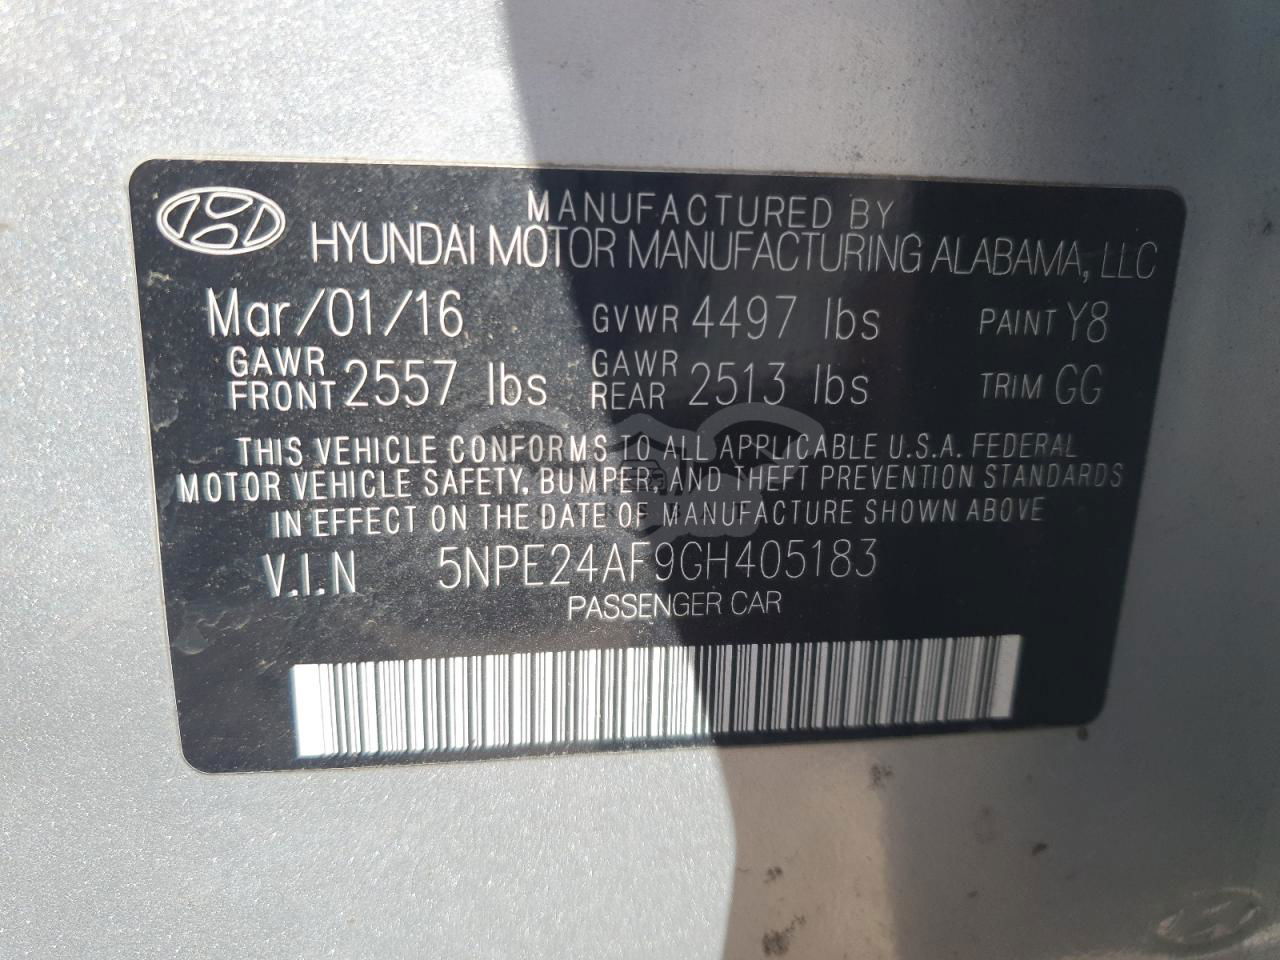 MANUFACTURED BY
HYUNDAI MOTOR MANUFACTURING ALABAMA, LLC
Mar/01/16 GVWR 4497 lbs PAINT Y8
GAWR FRONT 2557 lbs GAWR REAR 2513 lbs TRIM GG
THIS VEHICLE CONFORMS TO ALL APPLICABLE U.S.A. FEDERAL
MOTOR VEHICLE SAFETY, BUMPER, AND THEFT PREVENTION STANDARDS
IN EFFECT ON THE DATE OF MANUFACTURE SHOWN ABOVE
V.I.N 5NPE24AF9GH405183
PASSENGER CAR